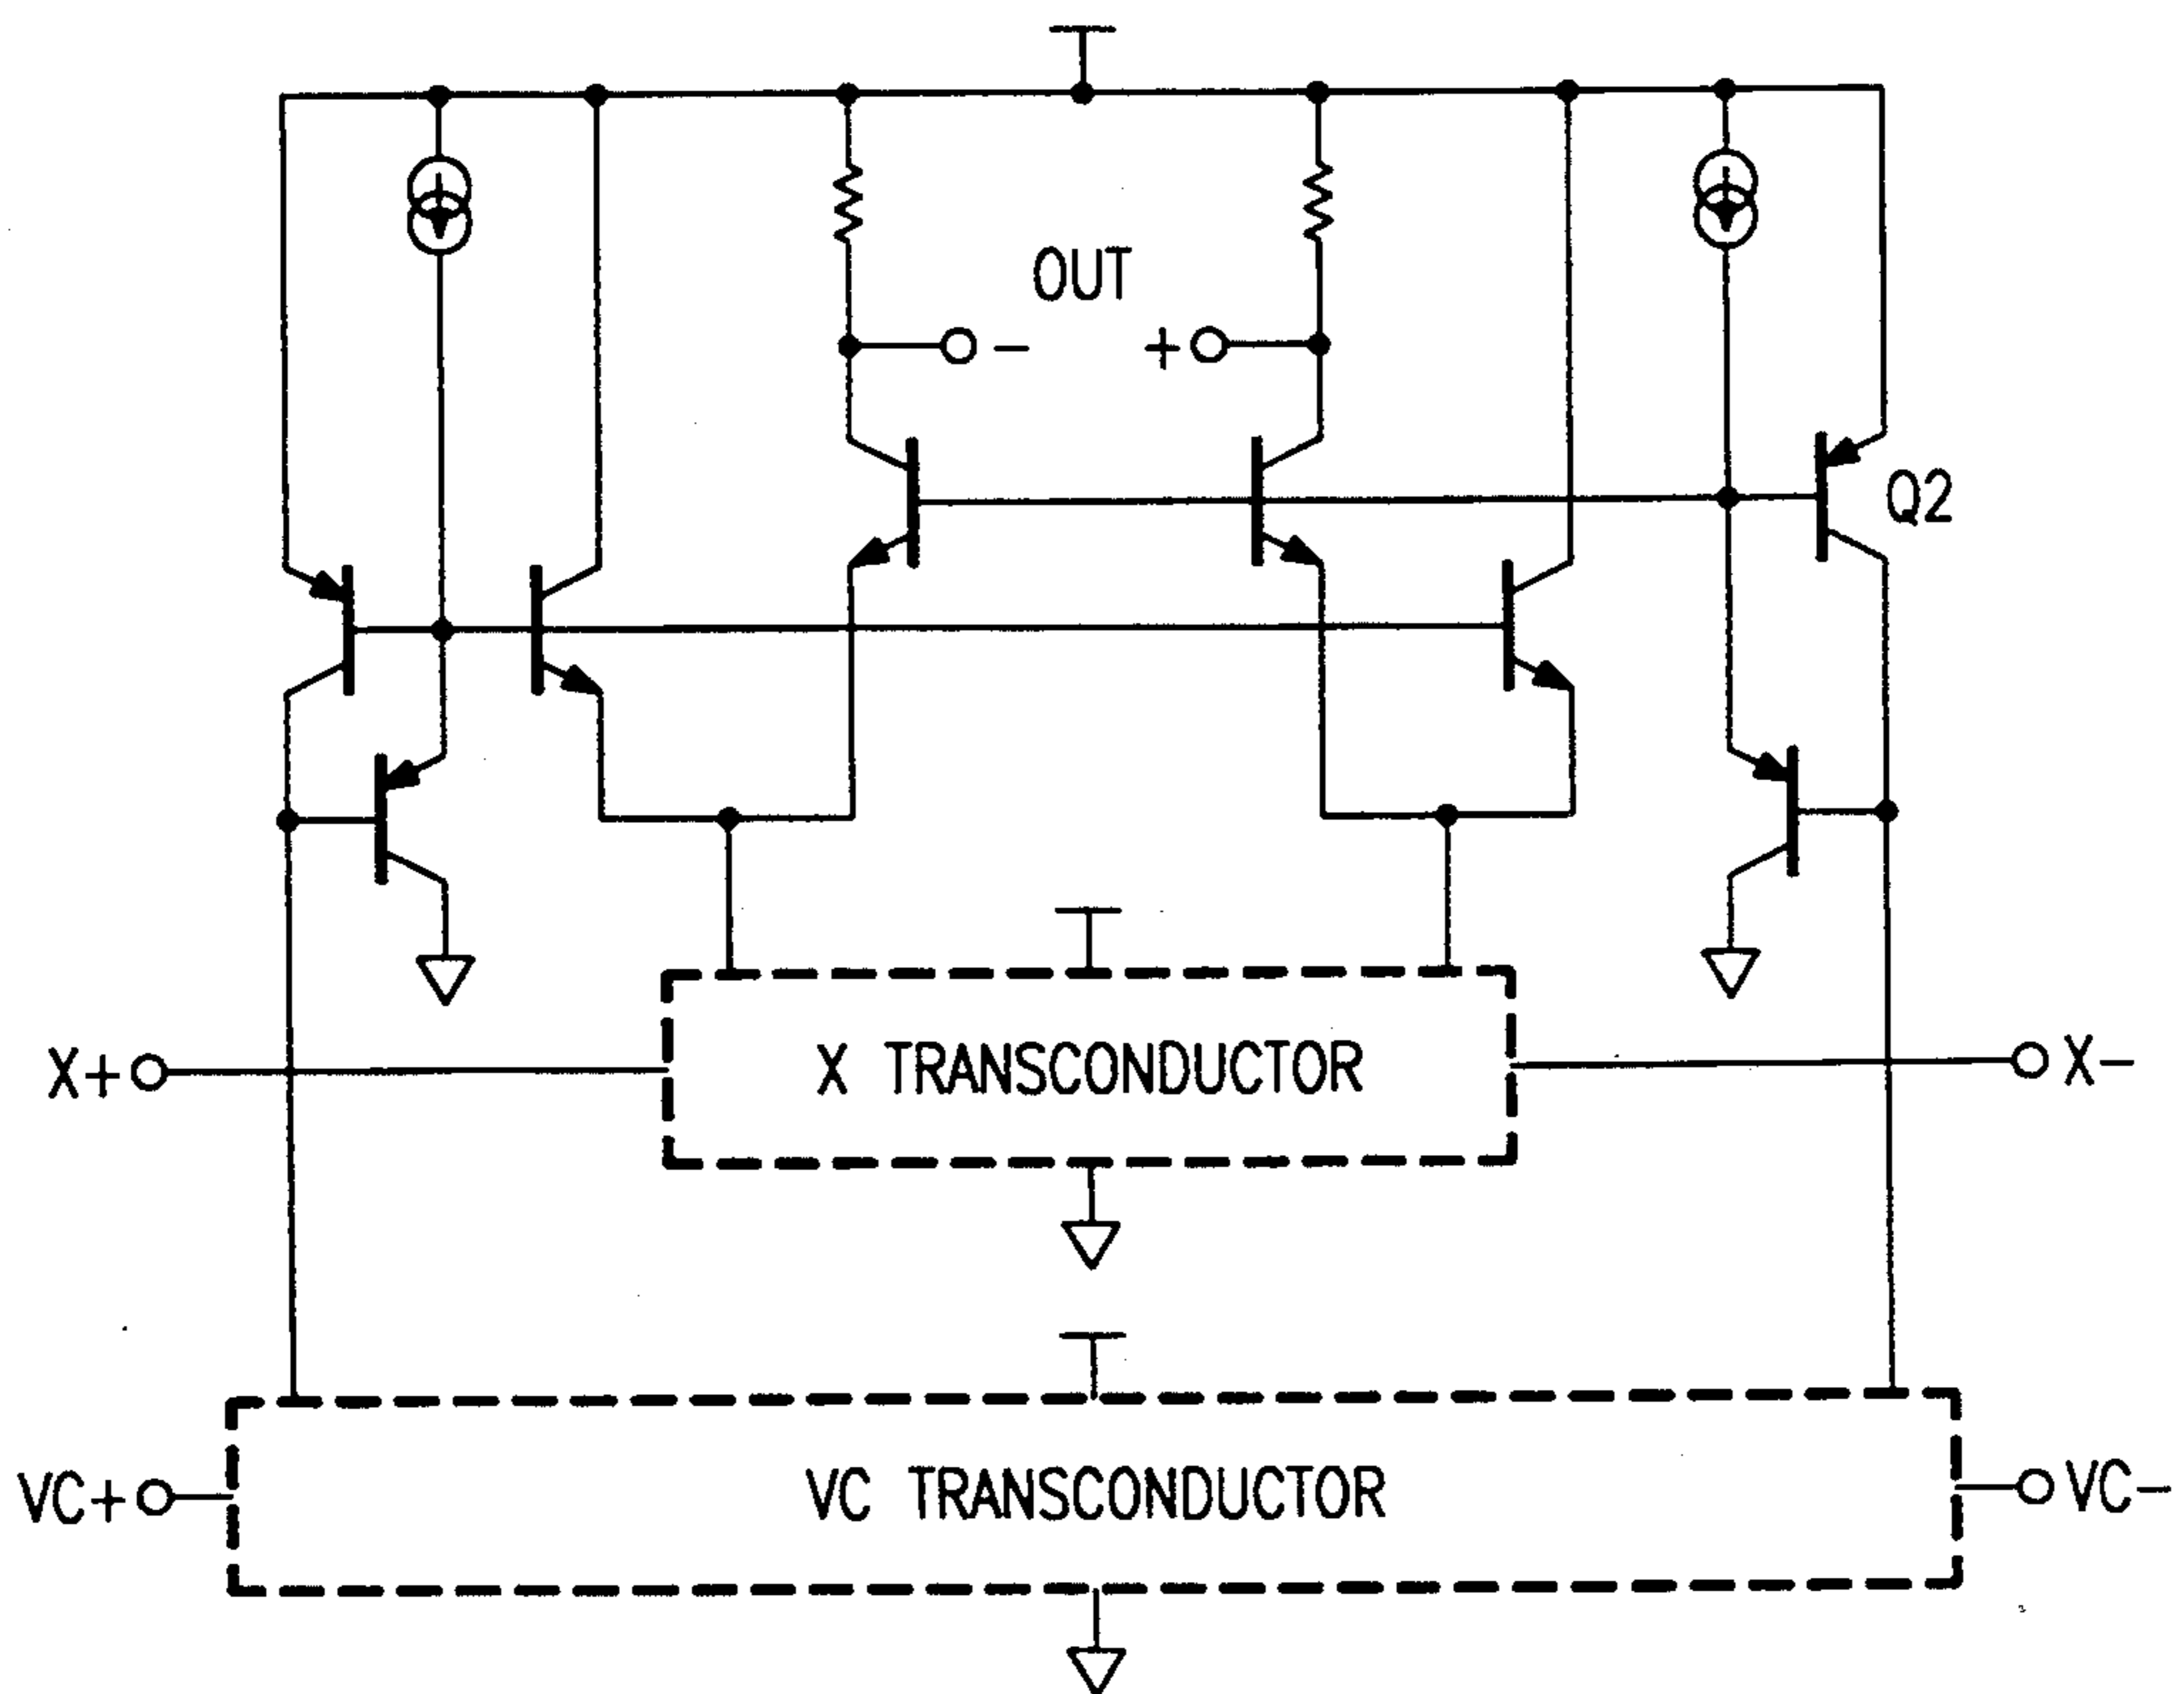 OUT
- +
Q2
X+ X TRANSCONDUCTOR X-
VC+ VC TRANSCONDUCTOR VC-